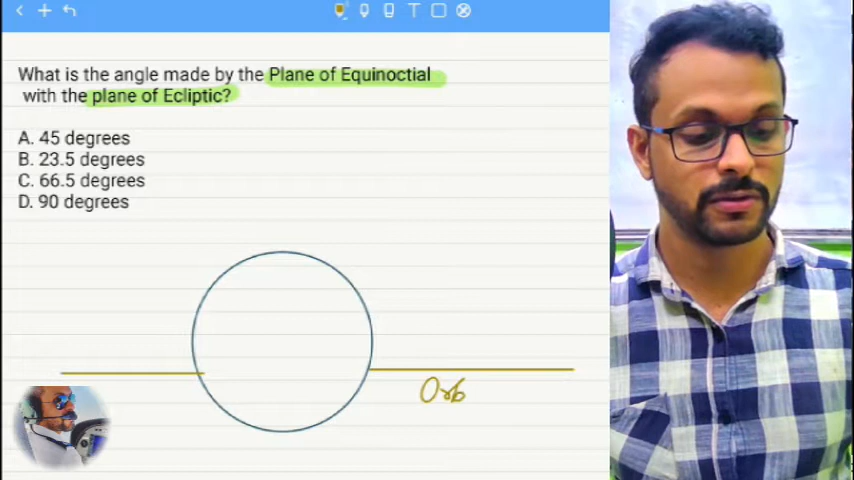 What is the angle made by the Plane of Equinoctial
with the plane of Ecliptic?
A. 45 degrees
B. 23.5 degrees
C. 66.5 degrees
D. 90 degrees
Orb